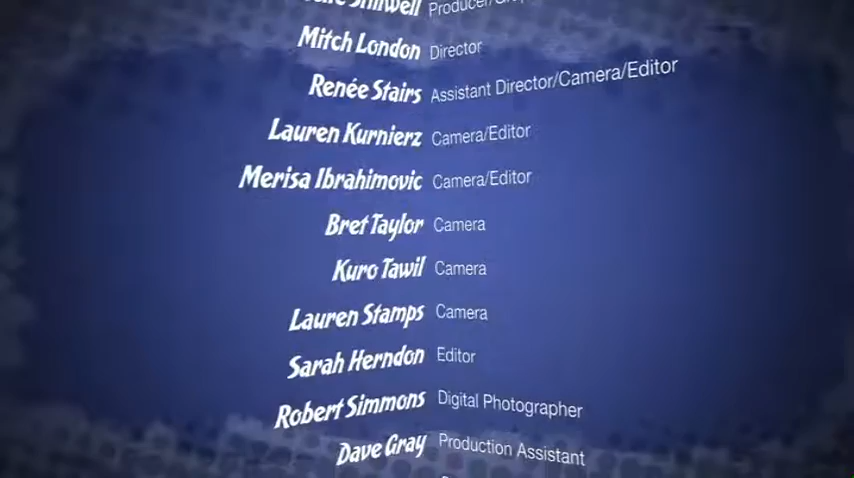 Producer/
Mitch London Director
Renée Stairs Assistant Director/Camera/Editor
Lauren Kurnierz Camera/Editor
Merisa Ibrahimovic Camera/Editor
Bret Taylor Camera
Kuro Tawil Camera
Lauren Stamps Camera
Sarah Herndon Editor
Robert Simmons Digital Photographer
Dave Gray Production Assistant